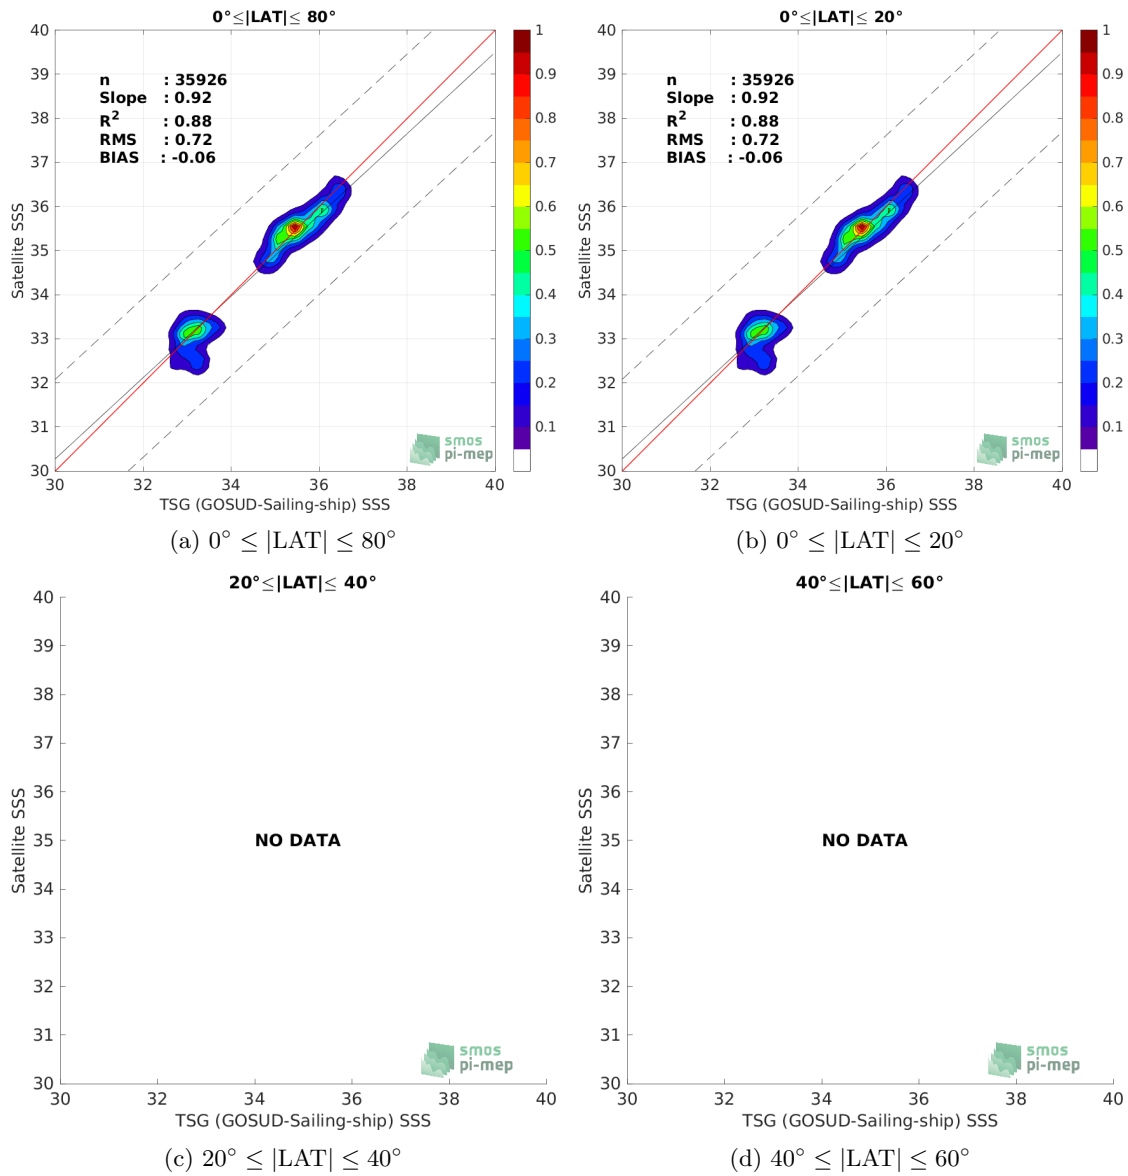 0°≤|LAT|≤ 80°
40
39
38
37
36
35
34
33
32
31
30
Satellite SSS
n : 35926
Slope : 0.92
R² : 0.88
RMS : 0.72
BIAS : -0.06
1
0.9
0.8
0.7
0.6
0.5
0.4
0.3
0.2
0.1
smos
pi-mep
30 32 34 36 38 40
TSG (GOSUD-Sailing-ship) SSS
(a) 0° ≤ |LAT| ≤ 80°
0°≤|LAT|≤ 20°
40
39
38
37
36
35
34
33
32
31
30
Satellite SSS
n : 35926
Slope : 0.92
R² : 0.88
RMS : 0.72
BIAS : -0.06
1
0.9
0.8
0.7
0.6
0.5
0.4
0.3
0.2
0.1
smos
pi-mep
30 32 34 36 38 40
TSG (GOSUD-Sailing-ship) SSS
(b) 0° ≤ |LAT| ≤ 20°
20°≤|LAT|≤ 40°
40
39
38
37
36
35
34
33
32
31
30
Satellite SSS
NO DATA
smos
pi-mep
30 32 34 36 38 40
TSG (GOSUD-Sailing-ship) SSS
(c) 20° ≤ |LAT| ≤ 40°
40°≤|LAT|≤ 60°
40
39
38
37
36
35
34
33
32
31
30
Satellite SSS
NO DATA
smos
pi-mep
30 32 34 36 38 40
TSG (GOSUD-Sailing-ship) SSS
(d) 40° ≤ |LAT| ≤ 60°